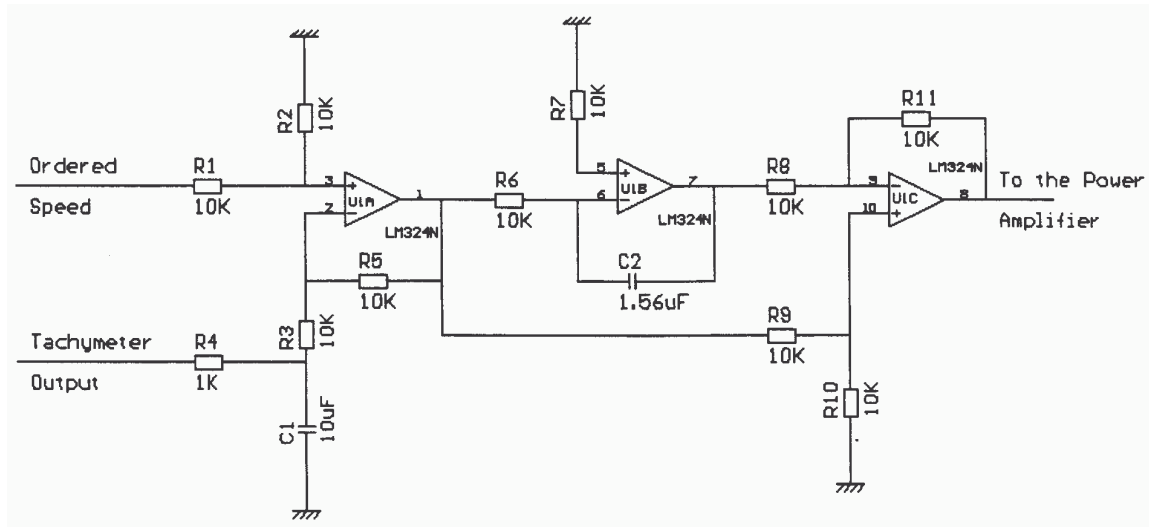 Ordered
Speed
R1
10K
R2
10K
3
2
+
-
U1A
1
LM324N
R5
10K
R3
10K
Tachymeter
Output
R4
1K
C1
10uF
R6
10K
R7
10K
5
6
+
-
U1B
7
LM324N
C2
1.56uF
R8
10K
R9
10K
R10
10K
R11
10K
LM324N
9
10
-
+
U1C
8
To the Power
Amplifier